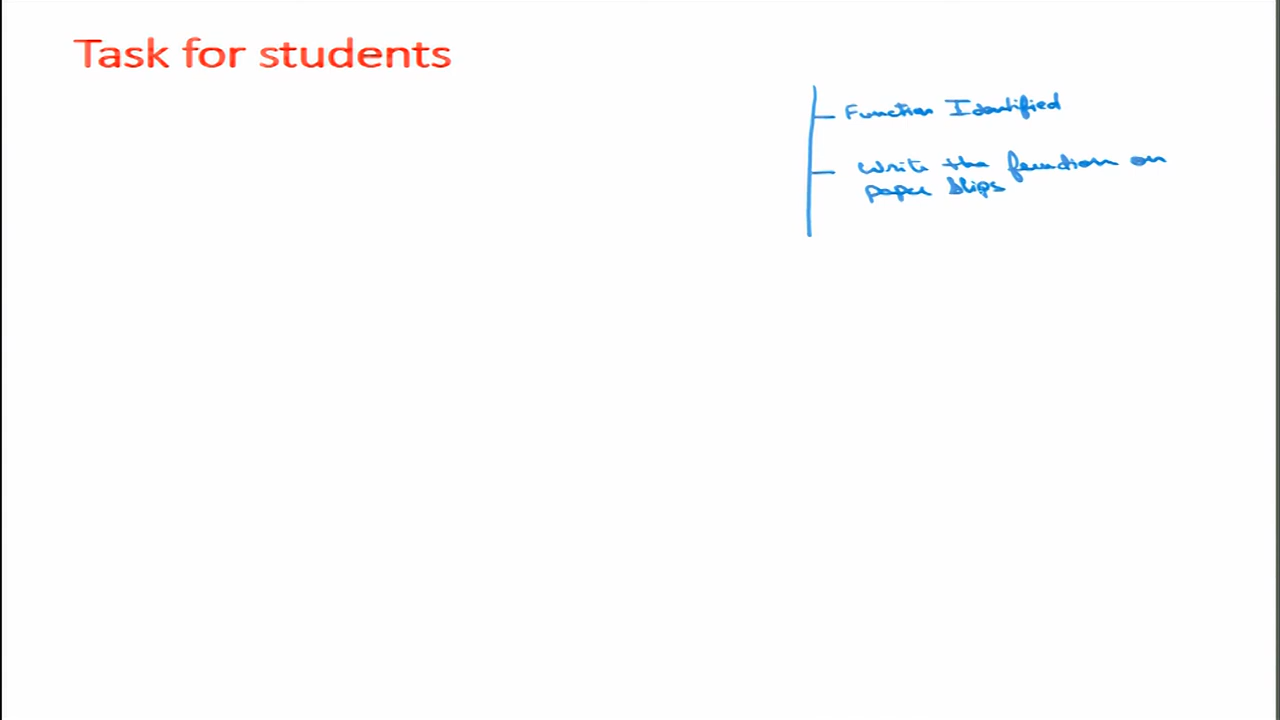 Task for students
Function Identified
Write the function on
paper slips